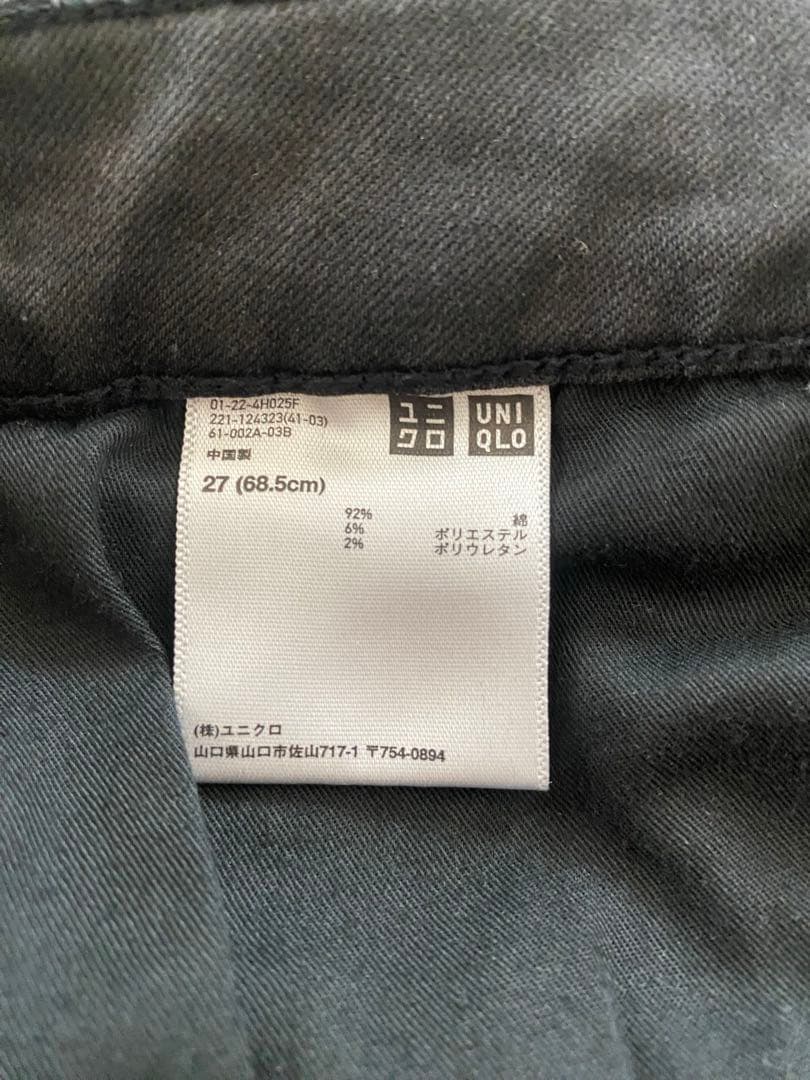 01-22-4H025F
221-124323(41-03)
61-002A-03B
中国製
ユニ
クロ
UNI
QLO
27 (68.5cm)
92% 綿
6% ポリエステル
2% ポリウレタン
(株)ユニクロ
山口県山口市佐山717-1 〒754-0894